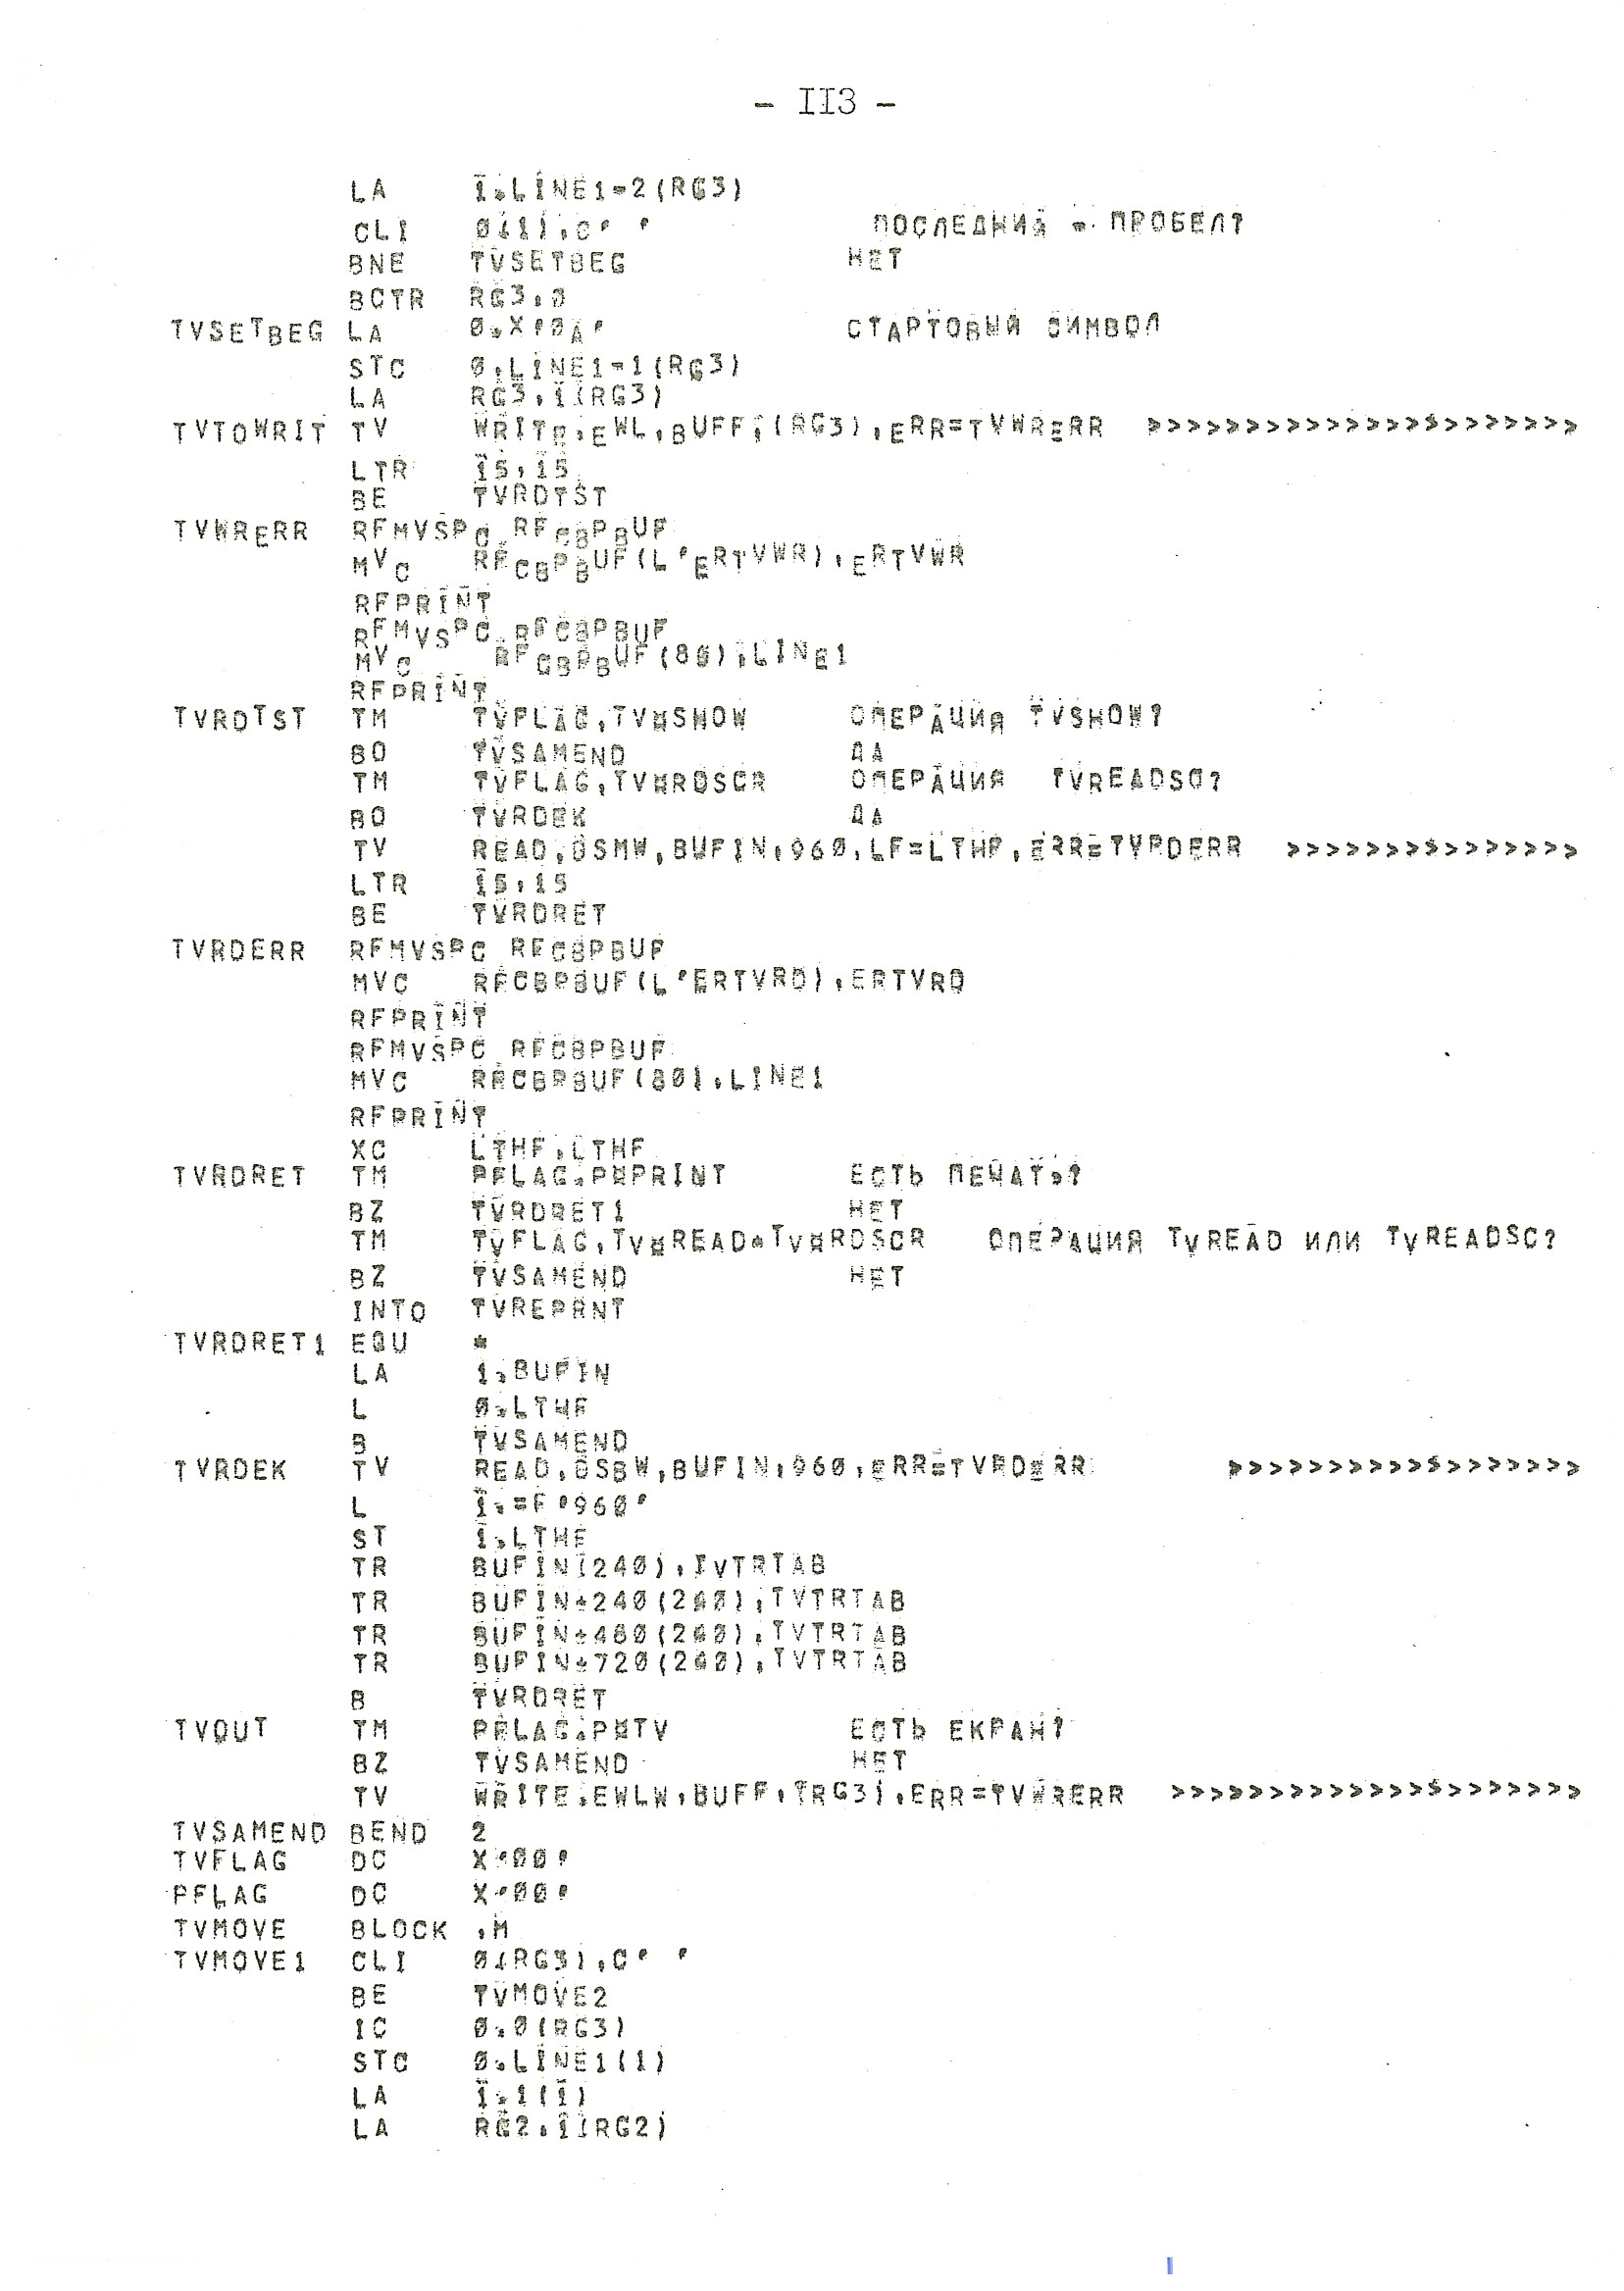 - II3 -
LA 1,LINE1-2(RG3)
CLI 0(1),C' ' ПОСЛЕДНИЯ - ПРОБЕЛ?
BNE TVSETBEG НЕТ
BCTR RG3,0
TVSETBEG LA 0,X'0A' СТАРТОВЫЯ СИМВОЛ
STC 0,LINE1-1(RG3)
LA RG3,1(RG3)
TVTOWRIT TV WRITE,EWL,BUFF,(RG3),ERR=TVWRERR >>>>>>>>>>>>>>>>>>>>>>
LTR 15,15
BE TVRDTST
TVWRERR RFMVSPC RFCBPBUF
MVC RFCBPBUF(L'ERTVWR),ERTVWR
RFPRINT
RFMVSPC RFCBPBUF
MVC RFCBPBUF(80),LINE1
RFPRINT
TVRDTST TM TVFLAG,TV¤SHOW ОПЕРАЦИЯ TVSHOW?
BO TVSAMEND ДА
TM TVFLAG,TV¤RDSCR ОПЕРАЦИЯ TVREADSC?
BO TVRDEK ДА
TV READ,DSMW,BUFIN,960,LF=LTHF,ERR=TVRDERR >>>>>>>>>>>>>>>
LTR 15,15
BE TVRDRET
TVRDERR RFMVSPC RFCBPBUF
MVC RFCBPBUF(L'ERTVRD),ERTVRD
RFPRINT
RFMVSPC RFCBPBUF
MVC RFCBPBUF(80),LINE1
RFPRINT
XC LTHF,LTHF
TVRDRET TM PFLAG,P¤PRINT ЕСТЬ ПЕЧАТЬ?
BZ TVRDRET1 НЕТ
TM TVFLAG,TV¤READ+TV¤RDSCR ОПЕРАЦИЯ TVREAD ИЛИ TVREADSC?
BZ TVSAMEND НЕТ
INTO TVREPRNT
TVRDRET1 EQU *
LA 1,BUFIN
L 0,LTHF
B TVSAMEND
TVRDEK TV READ,DSBW,BUFIN,960,ERR=TVRDERR >>>>>>>>>>>>>>>>>>
L 1,=F'960'
ST 1,LTHF
TR BUFIN(240),TVTRTAB
TR BUFIN+240(240),TVTRTAB
TR BUFIN+480(240),TVTRTAB
TR BUFIN+720(240),TVTRTAB
B TVRDRET
TVOUT TM PFLAG,P¤TV ЕСТЬ ЕКРАН?
BZ TVSAMEND НЕТ
TV WRITE,EWLW,BUFF,(RG3),ERR=TVWRERR >>>>>>>>>>>>>>>>>>>>>
TVSAMEND BEND 2
TVFLAG DC X'00'
PFLAG DC X'00'
TVMOVE BLOCK ,M
TVMOVE1 CLI 0(RG3),C' '
BE TVMOVE2
IC 0,0(RG3)
STC 0,LINE1(1)
LA 1,1(1)
LA RG2,1(RG2)